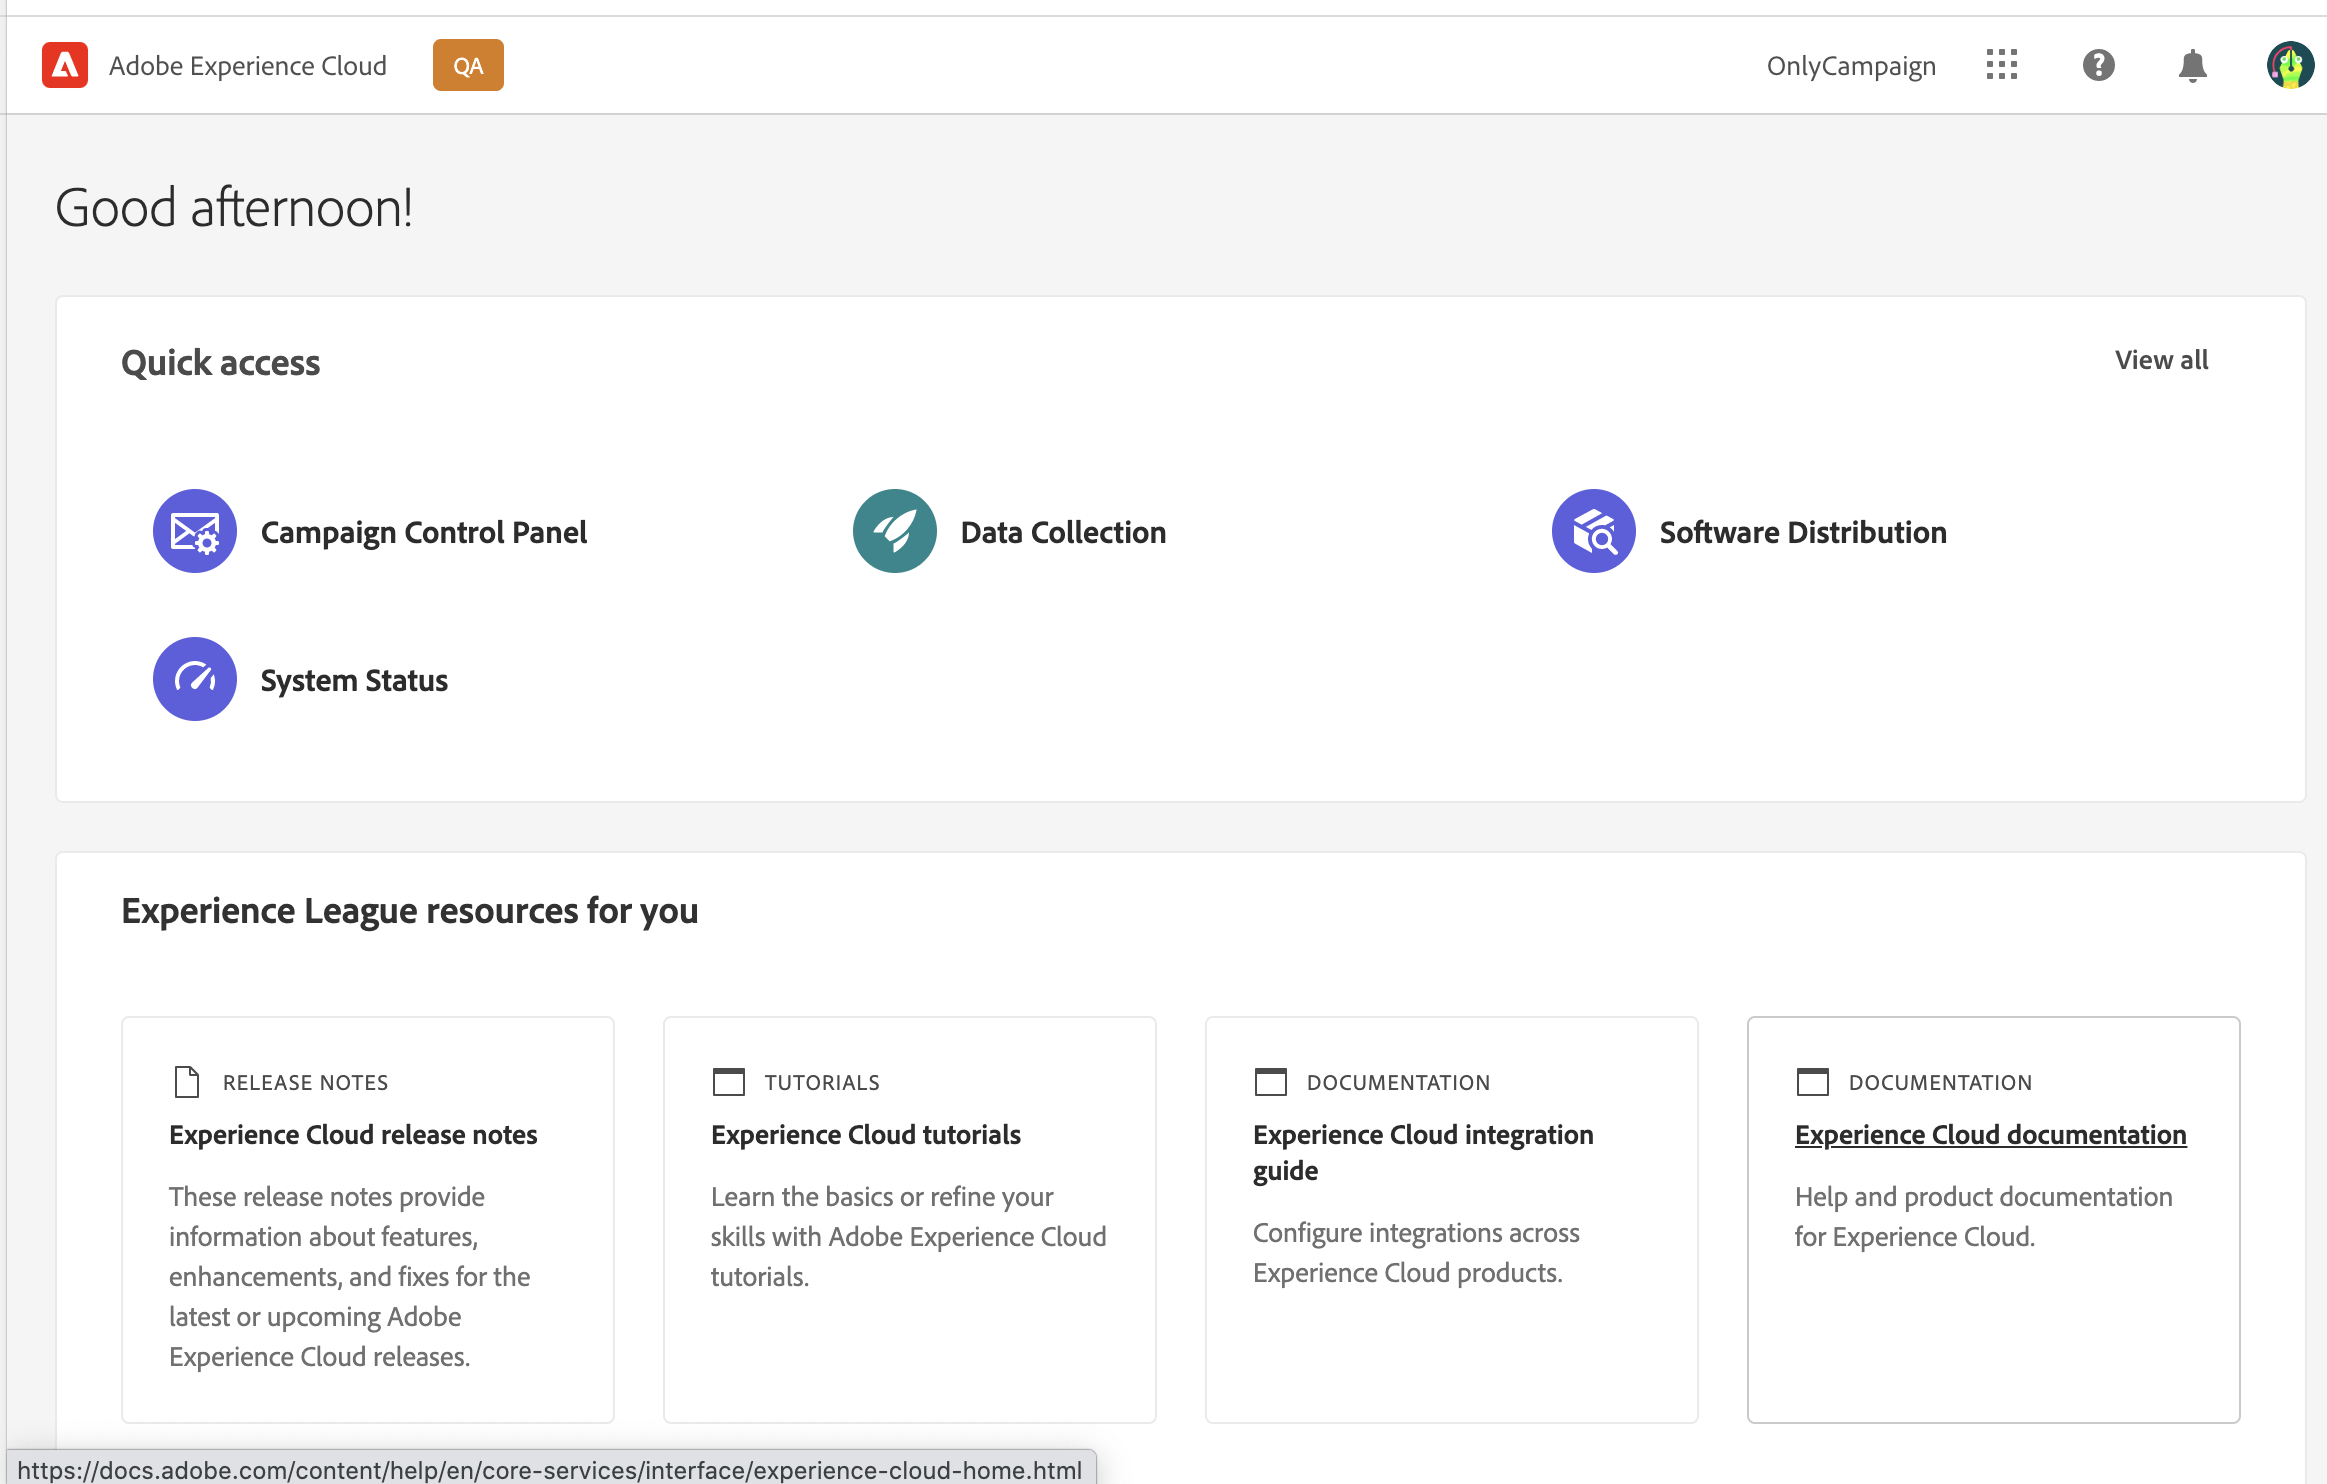 Adobe Experience Cloud
QA
OnlyCampaign
Good afternoon!
Quick access
View all
Campaign Control Panel
Data Collection
Software Distribution
System Status
Experience League resources for you
RELEASE NOTES
Experience Cloud release notes
These release notes provide
information about features,
enhancements, and fixes for the
latest or upcoming Adobe
Experience Cloud releases.
TUTORIALS
Experience Cloud tutorials
Learn the basics or refine your
skills with Adobe Experience Cloud
tutorials.
DOCUMENTATION
Experience Cloud integration
guide
Configure integrations across
Experience Cloud products.
DOCUMENTATION
Experience Cloud documentation
Help and product documentation
for Experience Cloud.
https://docs.adobe.com/content/help/en/core-services/interface/experience-cloud-home.html